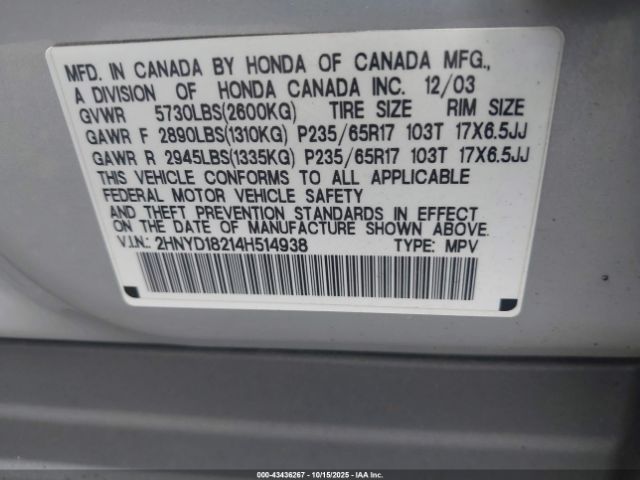 MFD. IN CANADA BY HONDA OF CANADA MFG.,
A DIVISION OF HONDA CANADA INC. 12/03
GVWR 5730LBS(2600KG) TIRE SIZE RIM SIZE
GAWR F 2890LBS(1310KG) P235/65R17 103T 17X6.5JJ
GAWR R 2945LBS(1335KG) P235/65R17 103T 17X6.5JJ
THIS VEHICLE CONFORMS TO ALL APPLICABLE
FEDERAL MOTOR VEHICLE SAFETY
AND THEFT PREVENTION STANDARDS IN EFFECT
ON THE DATE OF MANUFACTURE SHOWN ABOVE.
V.I.N.: 2HNYD18214H514938 TYPE: MPV
000-43436267 - 10/15/2025 - IAAI, Inc.